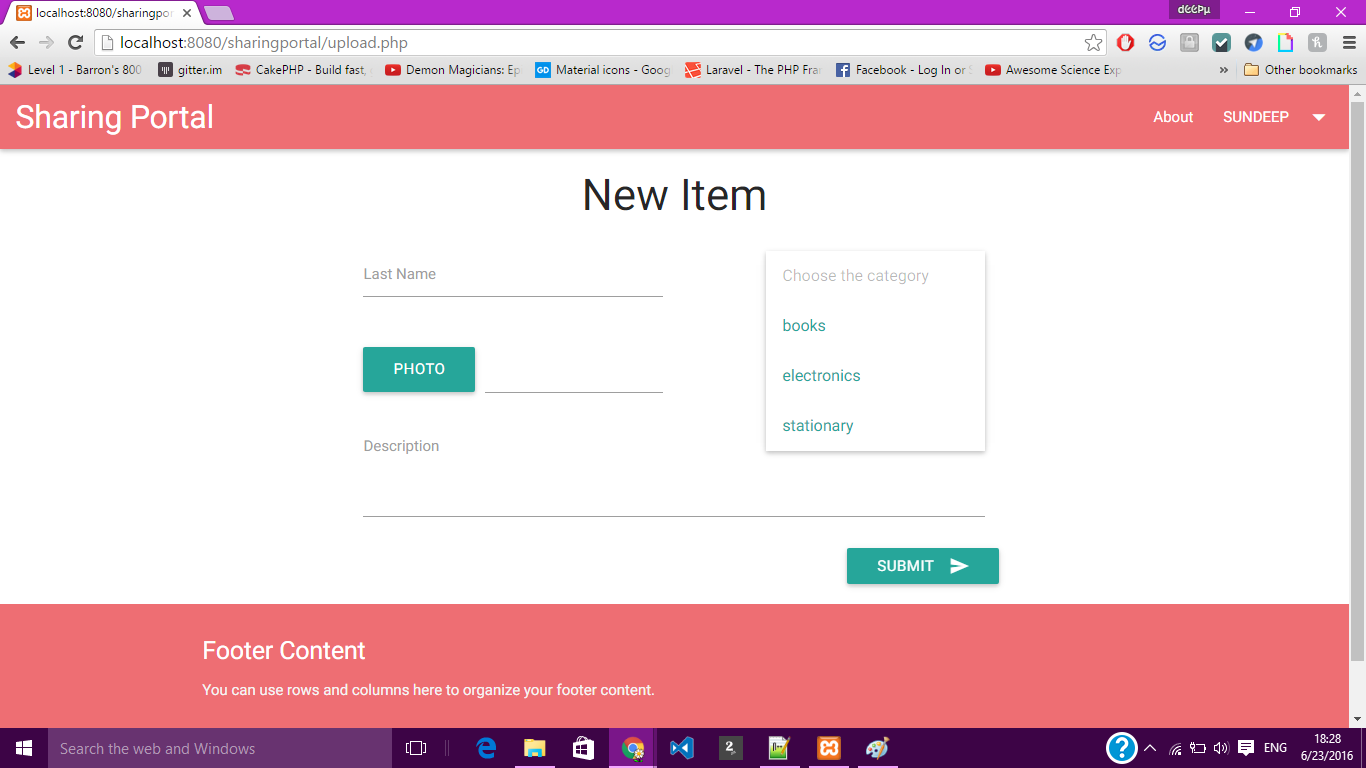 localhost:8080/sharingpor
dééPµ
localhost:8080/sharingportal/upload.php
Level 1 - Barron's 800
gitter.im
CakePHP - Build fast,
Demon Magicians: Ep
GD
Material icons - Goog
Laravel - The PHP Fra
Facebook - Log In or S
Awesome Science Exp
»
Other bookmarks
Sharing Portal
About
SUNDEEP
New Item
Last Name
Choose the category
books
PHOTO
electronics
stationary
Description
SUBMIT
Footer Content
You can use rows and columns here to organize your footer content.
Search the web and Windows
ENG
18:28
6/23/2016